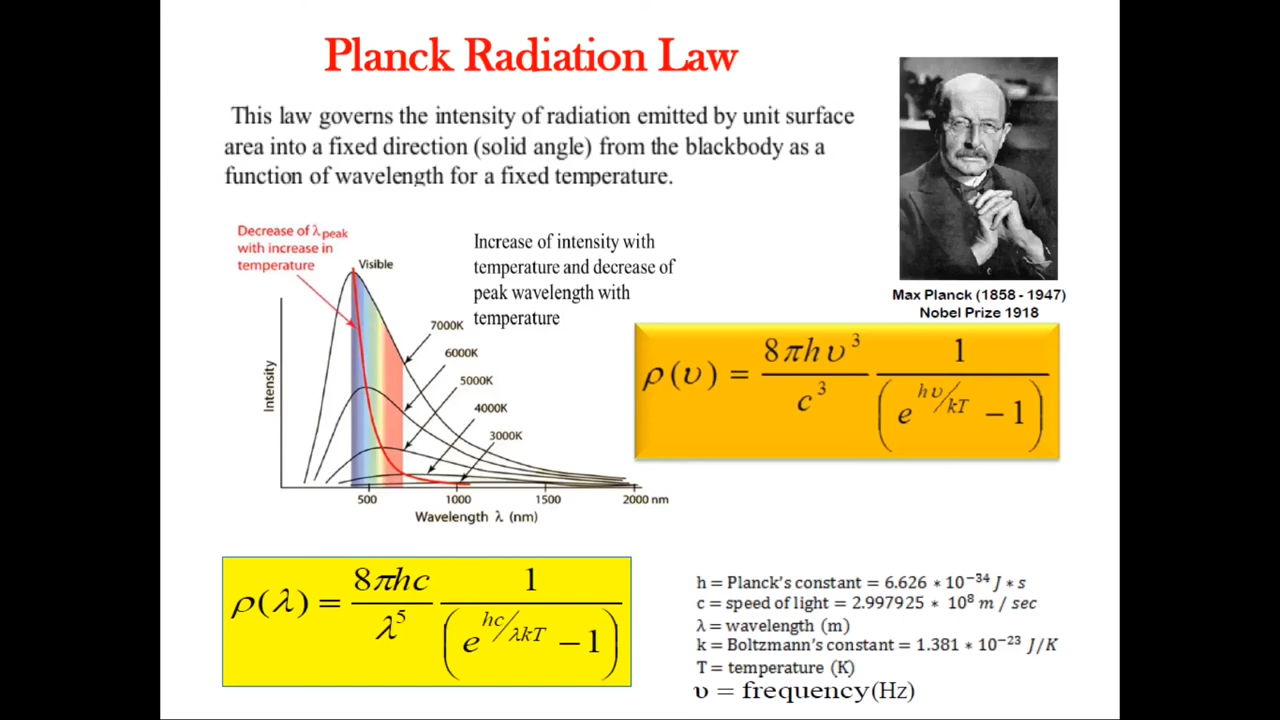 Planck Radiation Law
This law governs the intensity of radiation emitted by unit surface
area into a fixed direction (solid angle) from the blackbody as a
function of wavelength for a fixed temperature.
Decrease of λ peak
with increase in
temperature
Visible
Increase of intensity with
temperature and decrease of
peak wavelength with
temperature
7000K
6000K
5000K
4000K
3000K
Intensity
500 1000 1500 2000 nm
Wavelength λ (nm)
Max Planck (1858 - 1947)
Nobel Prize 1918
ρ(υ) = 8πhυ³/c³ 1/(e^(hυ/kT) − 1)
ρ(λ) = 8πhc/λ⁵ 1/(e^(hc/λkT) − 1)
h = Planck's constant = 6.626 * 10⁻³⁴ J * s
c = speed of light = 2.997925 * 10⁸ m / sec
λ = wavelength (m)
k = Boltzmann's constant = 1.381 * 10⁻²³ J/K
T = temperature (K)
υ = frequency(Hz)